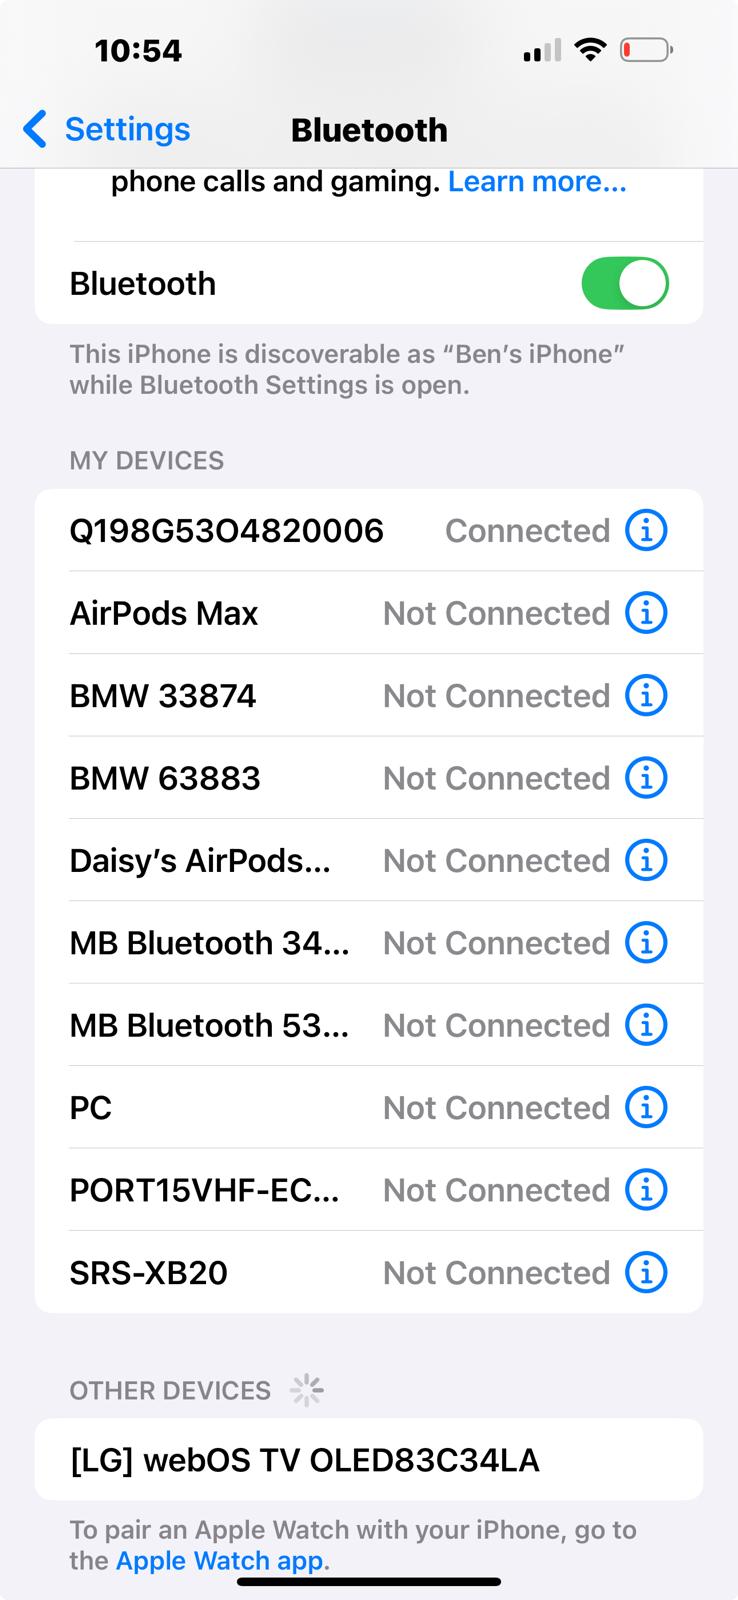 10:54
Settings
Bluetooth
phone calls and gaming. Learn more...
Bluetooth
This iPhone is discoverable as “Ben’s iPhone”
while Bluetooth Settings is open.
MY DEVICES
Q198G53O4820006 Connected
AirPods Max Not Connected
BMW 33874 Not Connected
BMW 63883 Not Connected
Daisy’s AirPods... Not Connected
MB Bluetooth 34... Not Connected
MB Bluetooth 53... Not Connected
PC Not Connected
PORT15VHF-EC... Not Connected
SRS-XB20 Not Connected
OTHER DEVICES
[LG] webOS TV OLED83C34LA
To pair an Apple Watch with your iPhone, go to
the Apple Watch app.